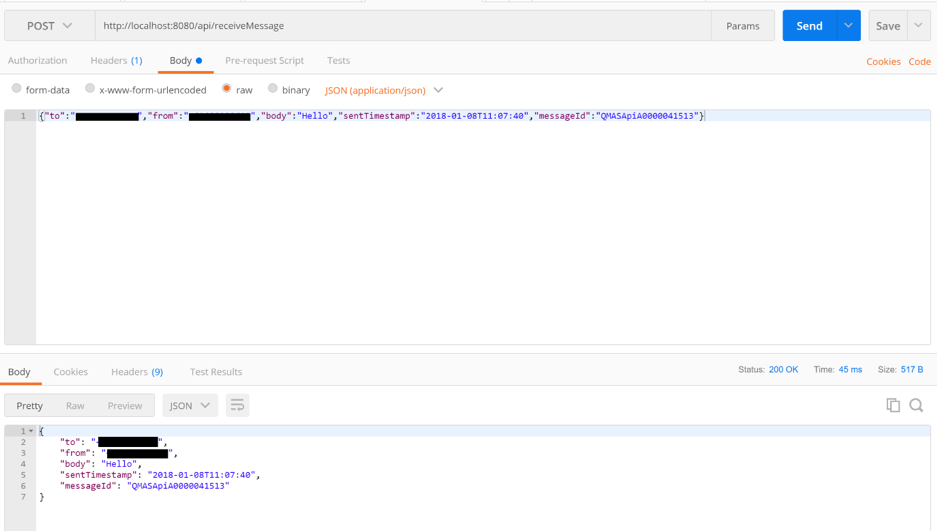 POST http://localhost:8080/api/receiveMessage Params Send Save
Authorization Headers (1) Body Pre-request Script Tests Cookies Code
form-data x-www-form-urlencoded raw binary JSON (application/json)
1 {"to":"","from":"","body":"Hello","sentTimestamp":"2018-01-08T11:07:40","messageId":"QMASApiA0000041513"}
Body Cookies Headers (9) Test Results Status: 200 OK Time: 45 ms Size: 517 B
Pretty Raw Preview JSON
1 {
2 "to": "",
3 "from": "",
4 "body": "Hello",
5 "sentTimestamp": "2018-01-08T11:07:40",
6 "messageId": "QMASApiA0000041513"
7 }